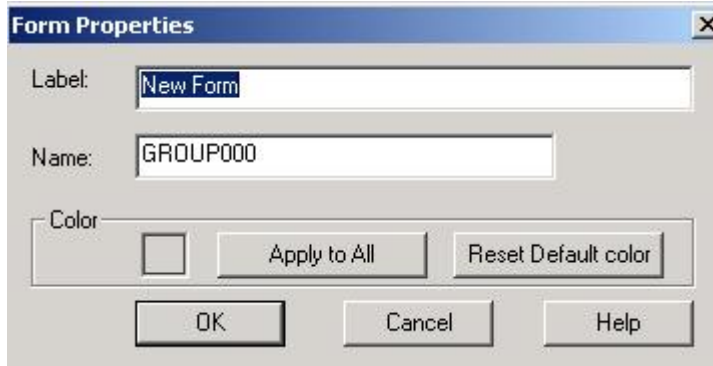 Form Properties
Label: New Form
Name: GROUP000
Color
Apply to All Reset Default color
OK Cancel Help